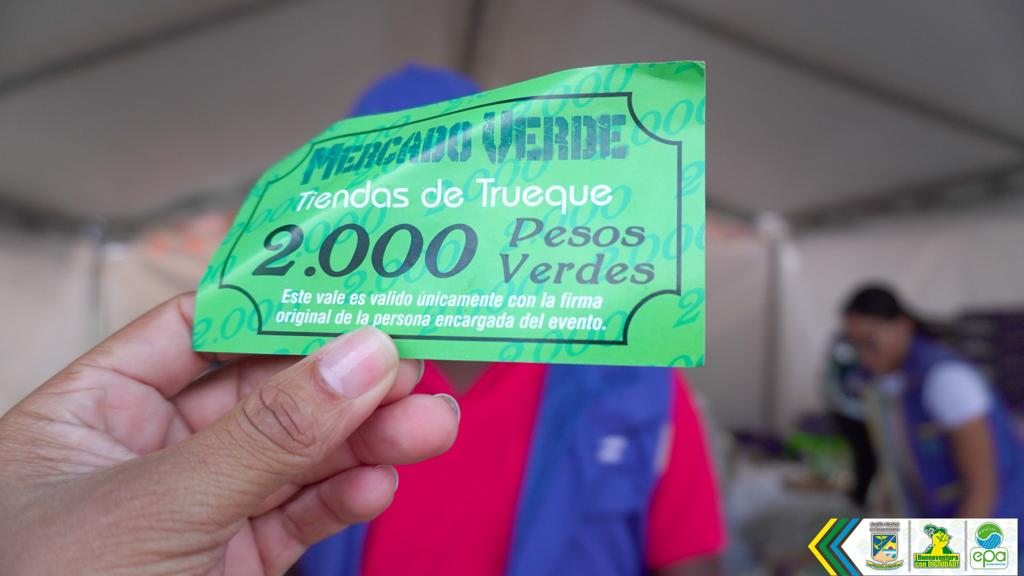 MERCADO VERDE
Tiendas de Trueque
2.000 Pesos Verdes
Este vale es valido únicamente con la firma
original de la persona encargada del evento.
¡Buenaventura
con DIGNIDAD!
epa